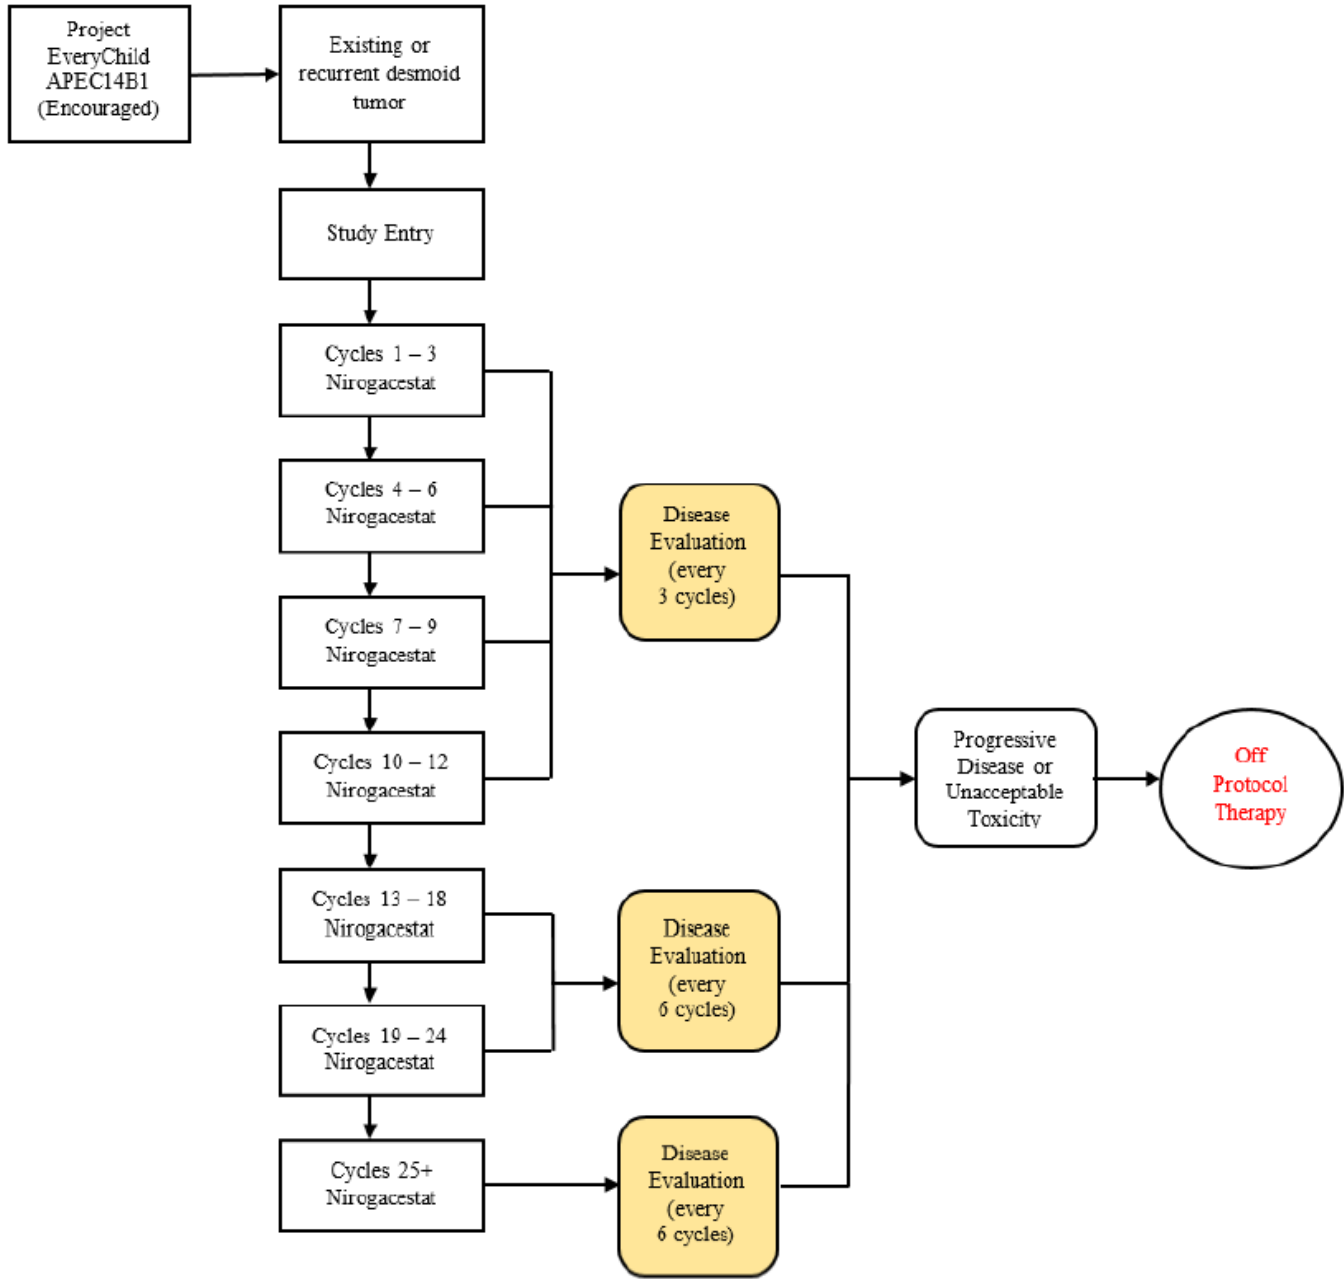 Project
EveryChild
APEC14B1
(Encouraged)
Existing or
recurrent desmoid
tumor
Study Entry
Cycles 1 – 3
Nirogacestat
Cycles 4 – 6
Nirogacestat
Cycles 7 – 9
Nirogacestat
Cycles 10 – 12
Nirogacestat
Cycles 13 – 18
Nirogacestat
Cycles 19 – 24
Nirogacestat
Cycles 25+
Nirogacestat
Disease
Evaluation
(every
3 cycles)
Disease
Evaluation
(every
6 cycles)
Disease
Evaluation
(every
6 cycles)
Progressive
Disease or
Unacceptable
Toxicity
Off
Protocol
Therapy